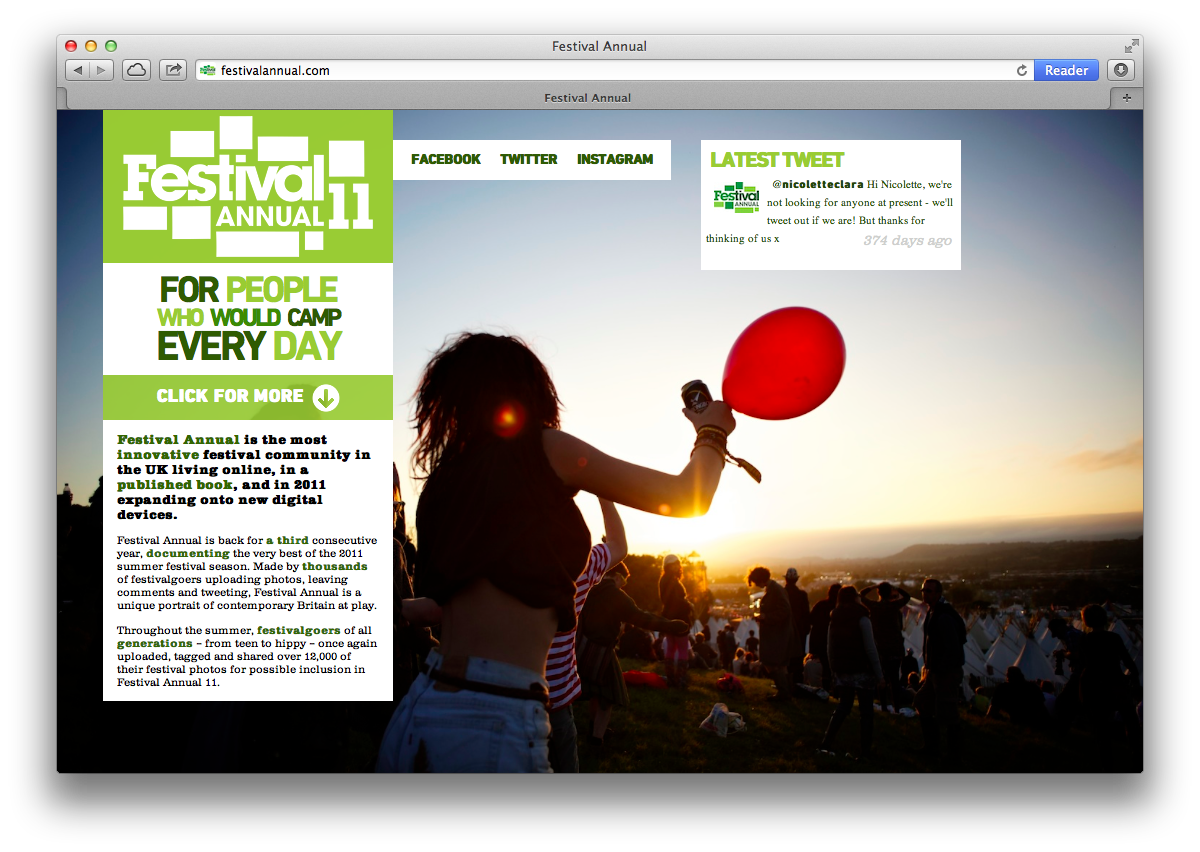 Festival Annual
festivalannual.com
Reader
Festival Annual
Festival 11
ANNUAL
FACEBOOK TWITTER INSTAGRAM
LATEST TWEET
Festival
ANNUAL
@nicoletteclara Hi Nicolette, we're
not looking for anyone at present - we'll
tweet out if we are! But thanks for
thinking of us x
374 days ago
FOR PEOPLE
WHO WOULD CAMP
EVERY DAY
CLICK FOR MORE
Festival Annual is the most
innovative festival community in
the UK living online, in a
published book, and in 2011
expanding onto new digital
devices.
Festival Annual is back for a third consecutive
year, documenting the very best of the 2011
summer festival season. Made by thousands
of festivalgoers uploading photos, leaving
comments and tweeting, Festival Annual is a
unique portrait of contemporary Britain at play.
Throughout the summer, festivalgoers of all
generations – from teen to hippy – once again
uploaded, tagged and shared over 12,000 of
their festival photos for possible inclusion in
Festival Annual 11.